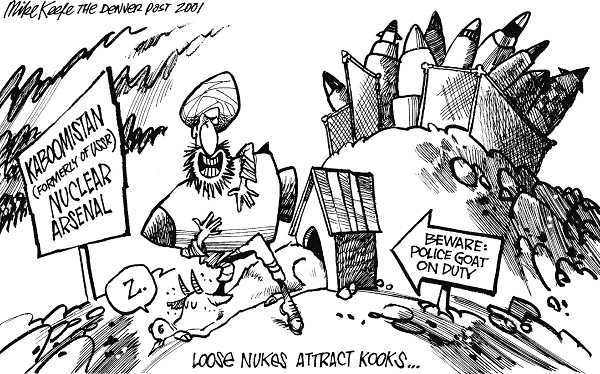 Mike Keefe THE DENVER POST 2001
KABOOMISTAN
(FORMERLY OF USSR)
NUCLEAR
ARSENAL
BEWARE:
POLICE GOAT
ON DUTY
Z.
LOOSE NUKES ATTRACT KOOKS...